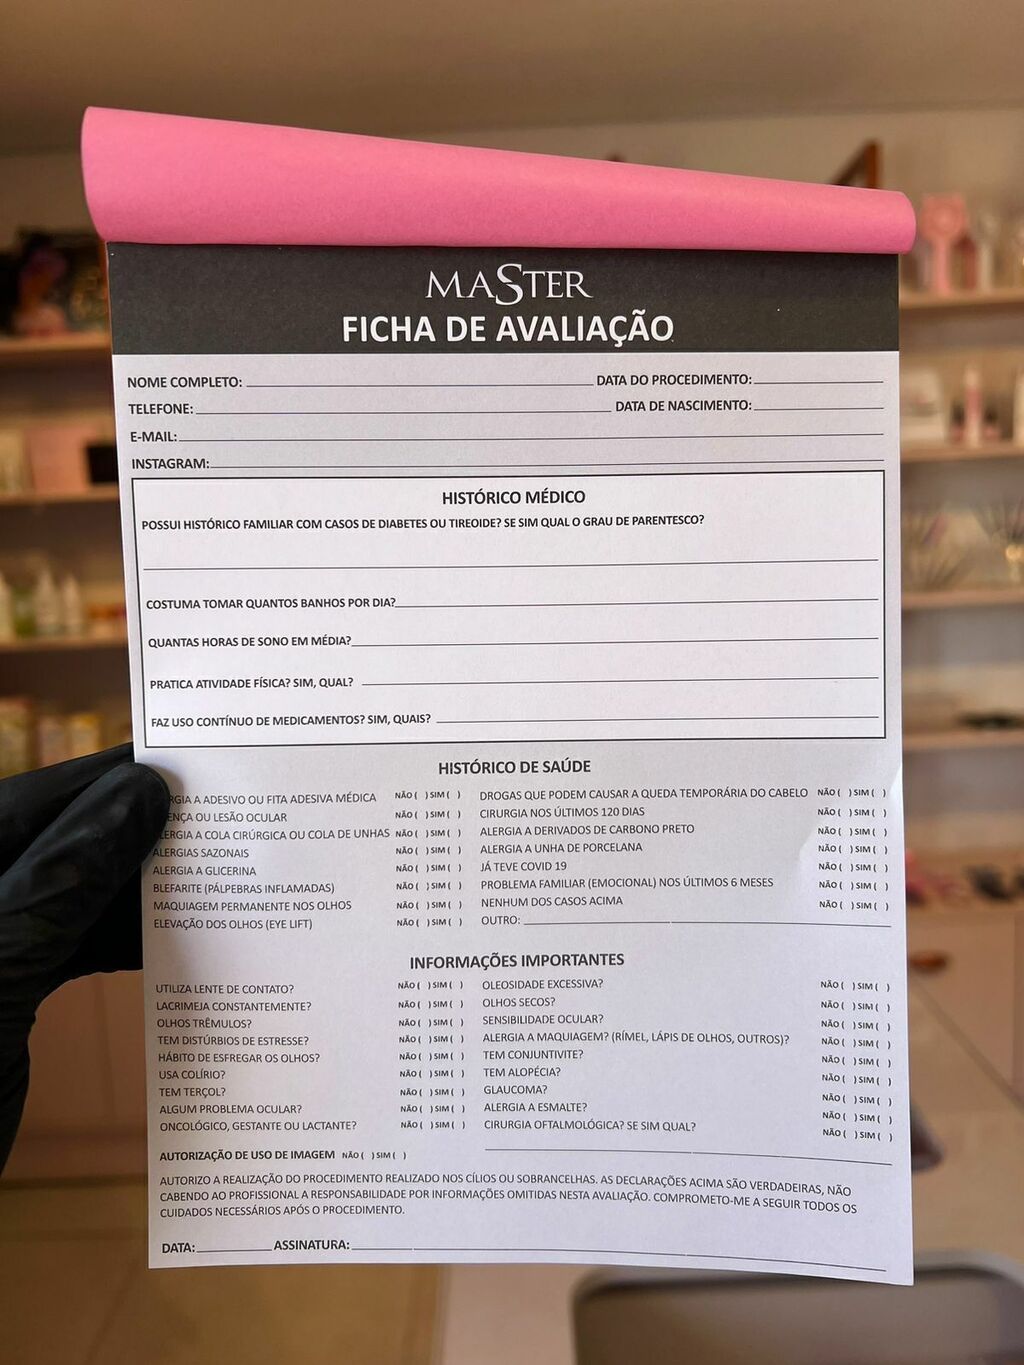 MASTER
FICHA DE AVALIAÇÃO
NOME COMPLETO: DATA DO PROCEDIMENTO:
TELEFONE: DATA DE NASCIMENTO:
E-MAIL:
INSTAGRAM:
HISTÓRICO MÉDICO
POSSUI HISTÓRICO FAMILIAR COM CASOS DE DIABETES OU TIREOIDE? SE SIM QUAL O GRAU DE PARENTESCO?
COSTUMA TOMAR QUANTOS BANHOS POR DIA?
QUANTAS HORAS DE SONO EM MÉDIA?
PRATICA ATIVIDADE FÍSICA? SIM, QUAL?
FAZ USO CONTÍNUO DE MEDICAMENTOS? SIM, QUAIS?
HISTÓRICO DE SAÚDE
A ADESIVO OU FITA ADESIVA MÉDICA NÃO ( ) SIM ( )
OU LESÃO OCULAR NÃO ( ) SIM ( )
ALERGIA A COLA CIRÚRGICA OU COLA DE UNHAS NÃO ( ) SIM ( )
ALERGIAS SAZONAIS NÃO ( ) SIM ( )
ALERGIA A GLICERINA NÃO ( ) SIM ( )
BLEFARITE (PÁLPEBRAS INFLAMADAS) NÃO ( ) SIM ( )
MAQUIAGEM PERMANENTE NOS OLHOS NÃO ( ) SIM ( )
ELEVAÇÃO DOS OLHOS (EYE LIFT) NÃO ( ) SIM ( )
DROGAS QUE PODEM CAUSAR A QUEDA TEMPORÁRIA DO CABELO NÃO ( ) SIM ( )
CIRURGIA NOS ÚLTIMOS 120 DIAS NÃO ( ) SIM ( )
ALERGIA A DERIVADOS DE CARBONO PRETO NÃO ( ) SIM ( )
ALERGIA A UNHA DE PORCELANA NÃO ( ) SIM ( )
JÁ TEVE COVID 19 NÃO ( ) SIM ( )
PROBLEMA FAMILIAR (EMOCIONAL) NOS ÚLTIMOS 6 MESES NÃO ( ) SIM ( )
NENHUM DOS CASOS ACIMA NÃO ( ) SIM ( )
OUTRO:
INFORMAÇÕES IMPORTANTES
UTILIZA LENTE DE CONTATO? NÃO ( ) SIM ( )
LACRIMEJA CONSTANTEMENTE? NÃO ( ) SIM ( )
OLHOS TRÊMULOS? NÃO ( ) SIM ( )
TEM DISTÚRBIOS DE ESTRESSE? NÃO ( ) SIM ( )
HÁBITO DE ESFREGAR OS OLHOS? NÃO ( ) SIM ( )
USA COLÍRIO? NÃO ( ) SIM ( )
TEM TERÇOL? NÃO ( ) SIM ( )
ALGUM PROBLEMA OCULAR? NÃO ( ) SIM ( )
ONCOLÓGICO, GESTANTE OU LACTANTE? NÃO ( ) SIM ( )
OLEOSIDADE EXCESSIVA? NÃO ( ) SIM ( )
OLHOS SECOS? NÃO ( ) SIM ( )
SENSIBILIDADE OCULAR? NÃO ( ) SIM ( )
ALERGIA A MAQUIAGEM? (RÍMEL, LÁPIS DE OLHOS, OUTROS)? NÃO ( ) SIM ( )
TEM CONJUNTIVITE? NÃO ( ) SIM ( )
TEM ALOPÉCIA? NÃO ( ) SIM ( )
GLAUCOMA? NÃO ( ) SIM ( )
ALERGIA A ESMALTE? NÃO ( ) SIM ( )
CIRURGIA OFTALMOLÓGICA? SE SIM QUAL? NÃO ( ) SIM ( )
AUTORIZAÇÃO DE USO DE IMAGEM NÃO ( ) SIM ( )
AUTORIZO A REALIZAÇÃO DO PROCEDIMENTO REALIZADO NOS CÍLIOS OU SOBRANCELHAS. AS DECLARAÇÕES ACIMA SÃO VERDADEIRAS, NÃO
CABENDO AO PROFISSIONAL A RESPONSABILIDADE POR INFORMAÇÕES OMITIDAS NESTA AVALIAÇÃO. COMPROMETO-ME A SEGUIR TODOS OS
CUIDADOS NECESSÁRIOS APÓS O PROCEDIMENTO.
DATA: ASSINATURA: